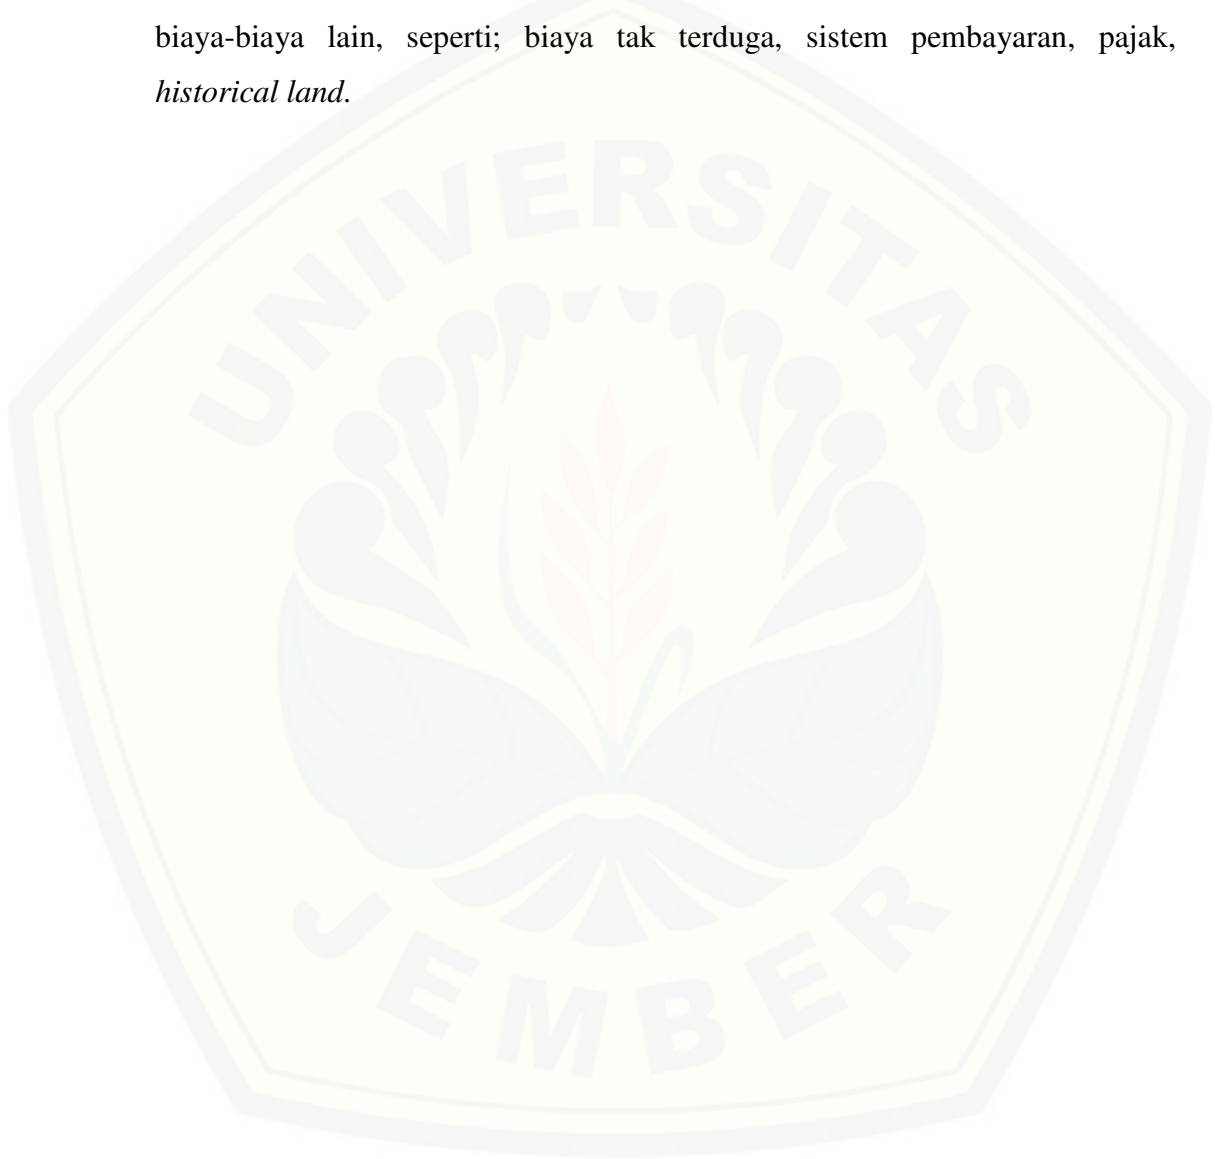 biaya-biaya lain, seperti; biaya tak terduga, sistem pembayaran, pajak,
historical land.
UNIVERSITAS
JEMBER